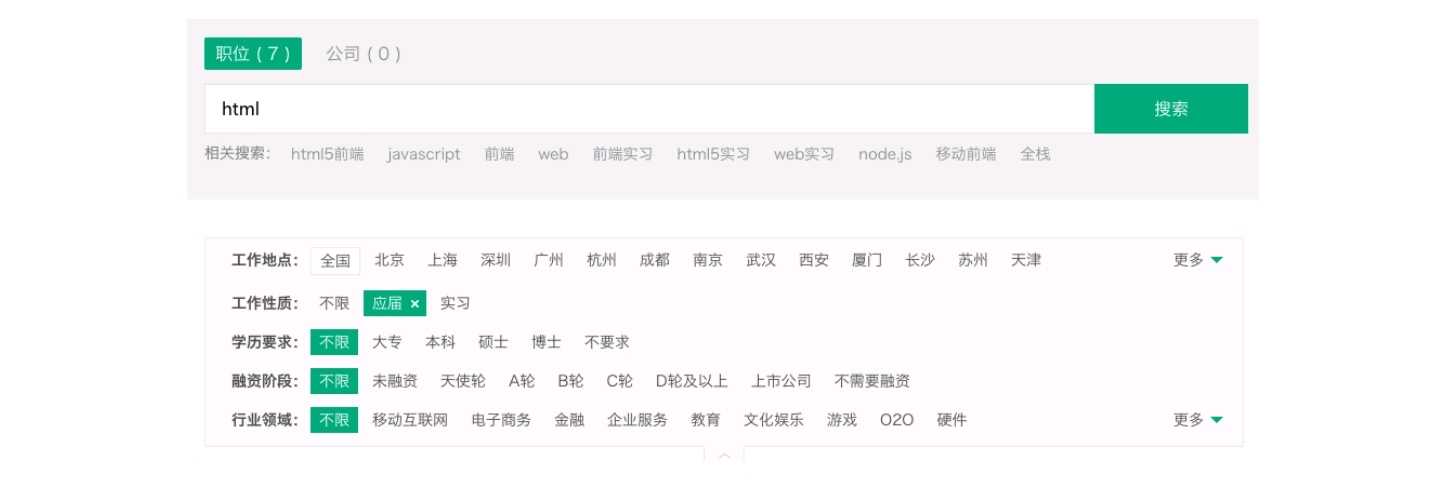 职位 ( 7 ) 公司 ( 0 )
html 搜索
相关搜索： html5前端 javascript 前端 web 前端实习 html5实习 web实习 node.js 移动前端 全栈
工作地点： 全国 北京 上海 深圳 广州 杭州 成都 南京 武汉 西安 厦门 长沙 苏州 天津 更多
工作性质： 不限 应届 × 实习
学历要求： 不限 大专 本科 硕士 博士 不要求
融资阶段： 不限 未融资 天使轮 A轮 B轮 C轮 D轮及以上 上市公司 不需要融资
行业领域： 不限 移动互联网 电子商务 金融 企业服务 教育 文化娱乐 游戏 O2O 硬件 更多